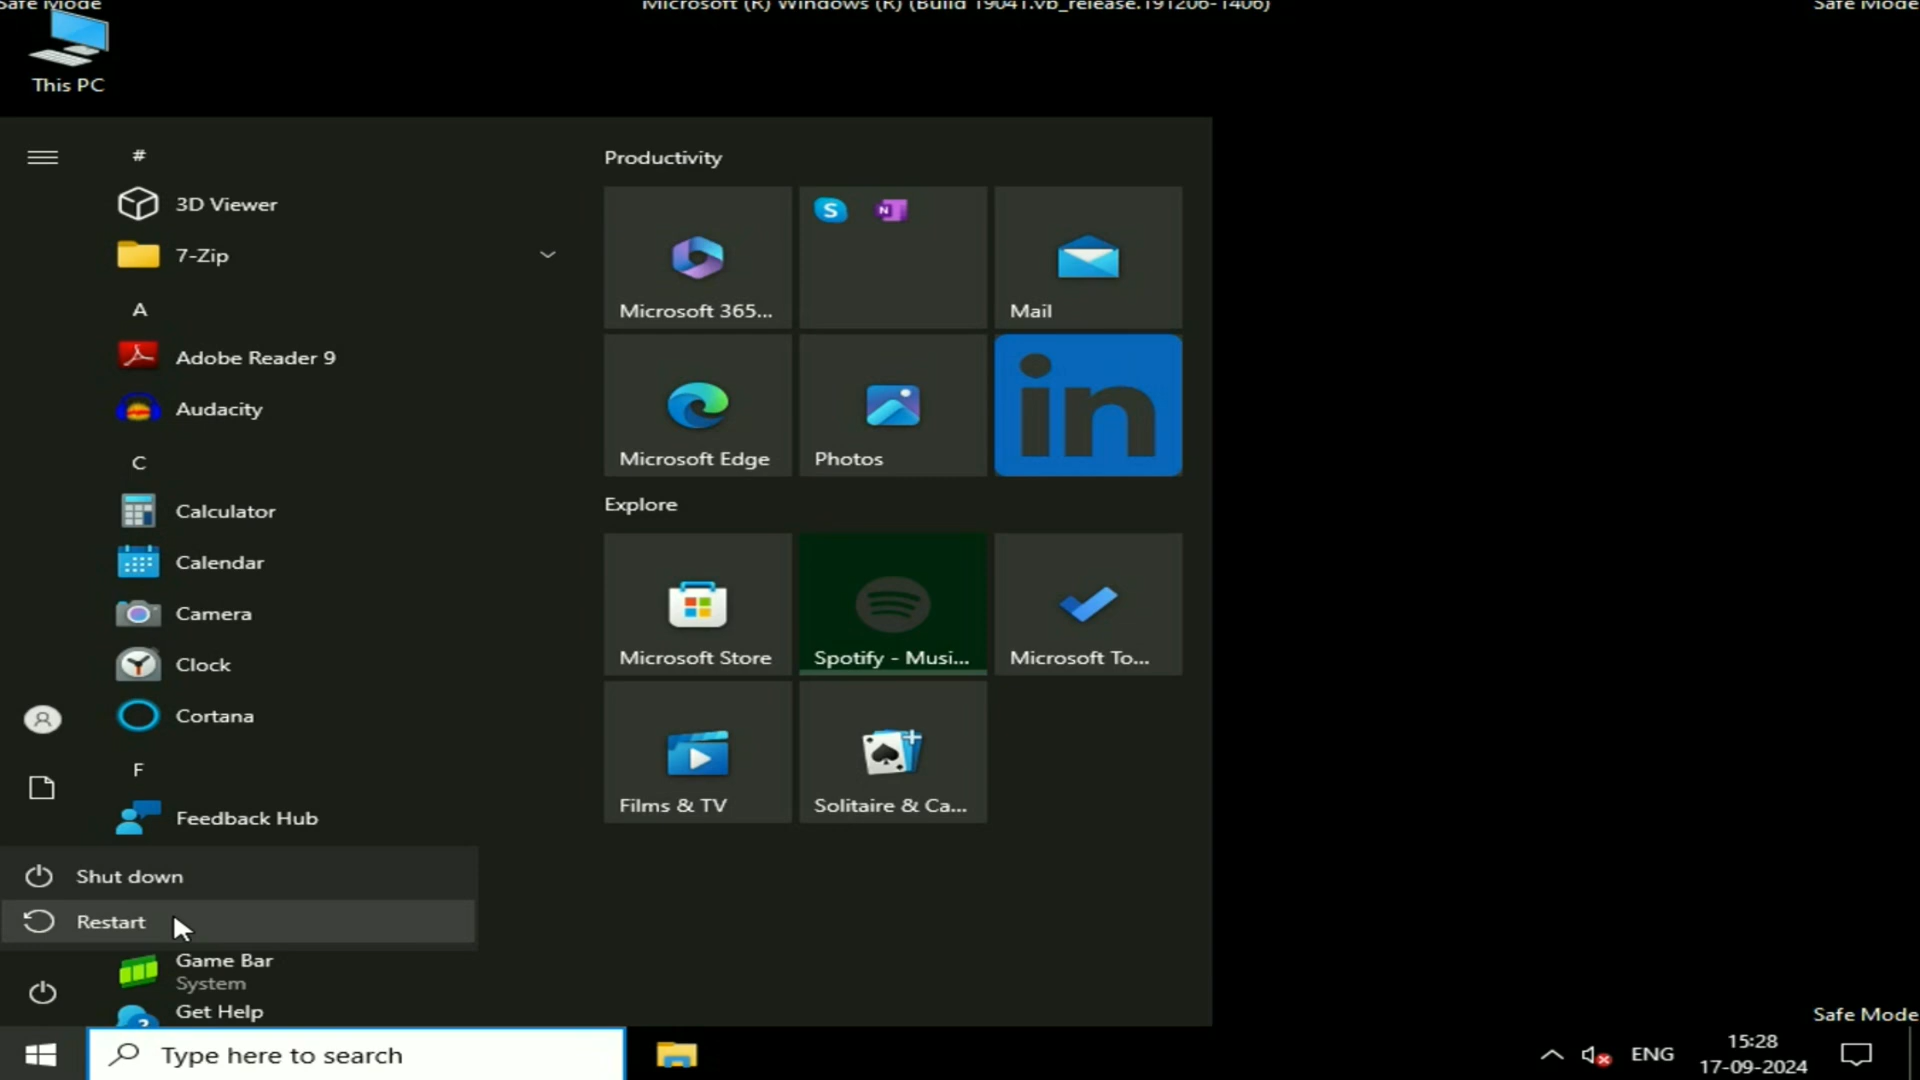 Safe Mode
Microsoft (R) Windows (R) (Build 19041.vb_release.191206-1406)
Safe Mode
This PC
#
3D Viewer
7-Zip
A
Adobe Reader 9
Audacity
C
Calculator
Calendar
Camera
Clock
Cortana
F
Feedback Hub
Shut down
Restart
Game Bar
System
Get Help
Productivity
Microsoft 365...
S
N
Mail
Microsoft Edge
Photos
in
Explore
Microsoft Store
Spotify - Musi...
Microsoft To...
Films & TV
Solitaire & Ca...
Safe Mode
Type here to search
ENG
15:28
17-09-2024